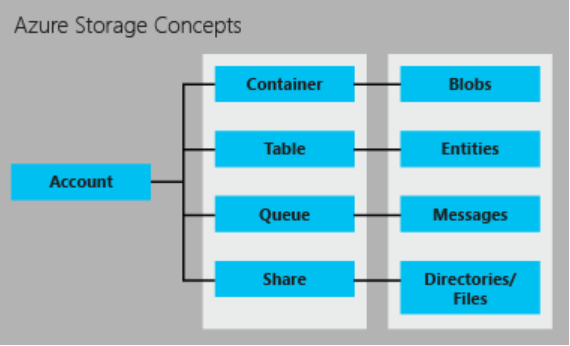 Azure Storage Concepts
Account
Container
Blobs
Table
Entities
Queue
Messages
Share
Directories/
Files